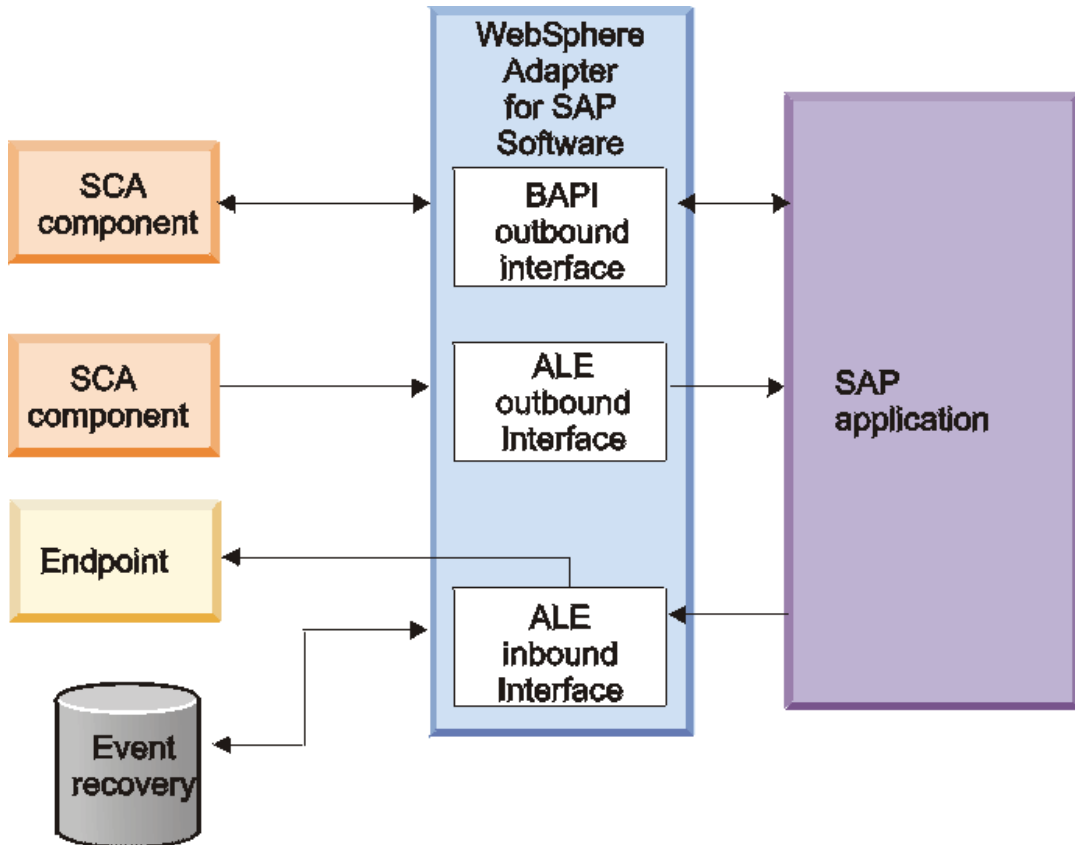 WebSphere
Adapter
for SAP
Software
SCA
component
BAPI
outbound
interface
SCA
component
ALE
outbound
Interface
SAP
application
Endpoint
ALE
inbound
Interface
Event
recovery